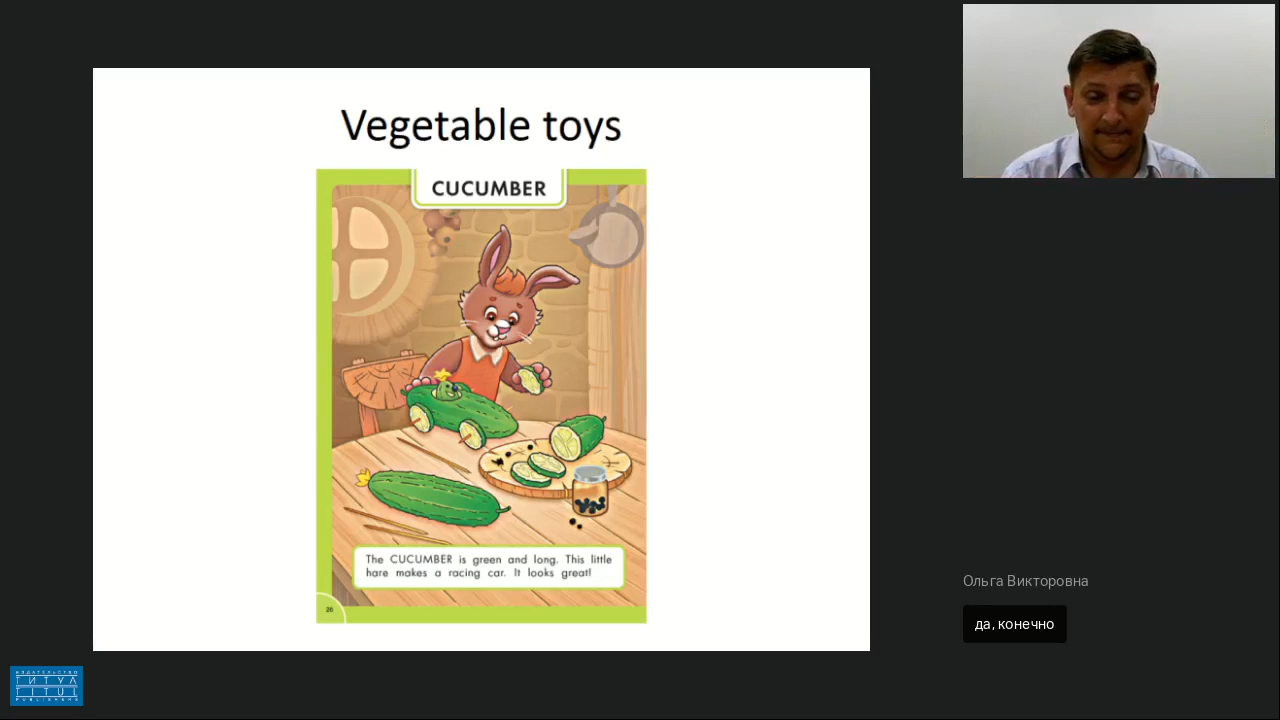 Vegetable toys
CUCUMBER
The CUCUMBER is green and long. This little
hare makes a racing car. It looks great!
26
Ольга Викторовна
да, конечно
ИЗДАТЕЛЬСТВО
ТИТУЛ
TITUL
PUBLISHERS